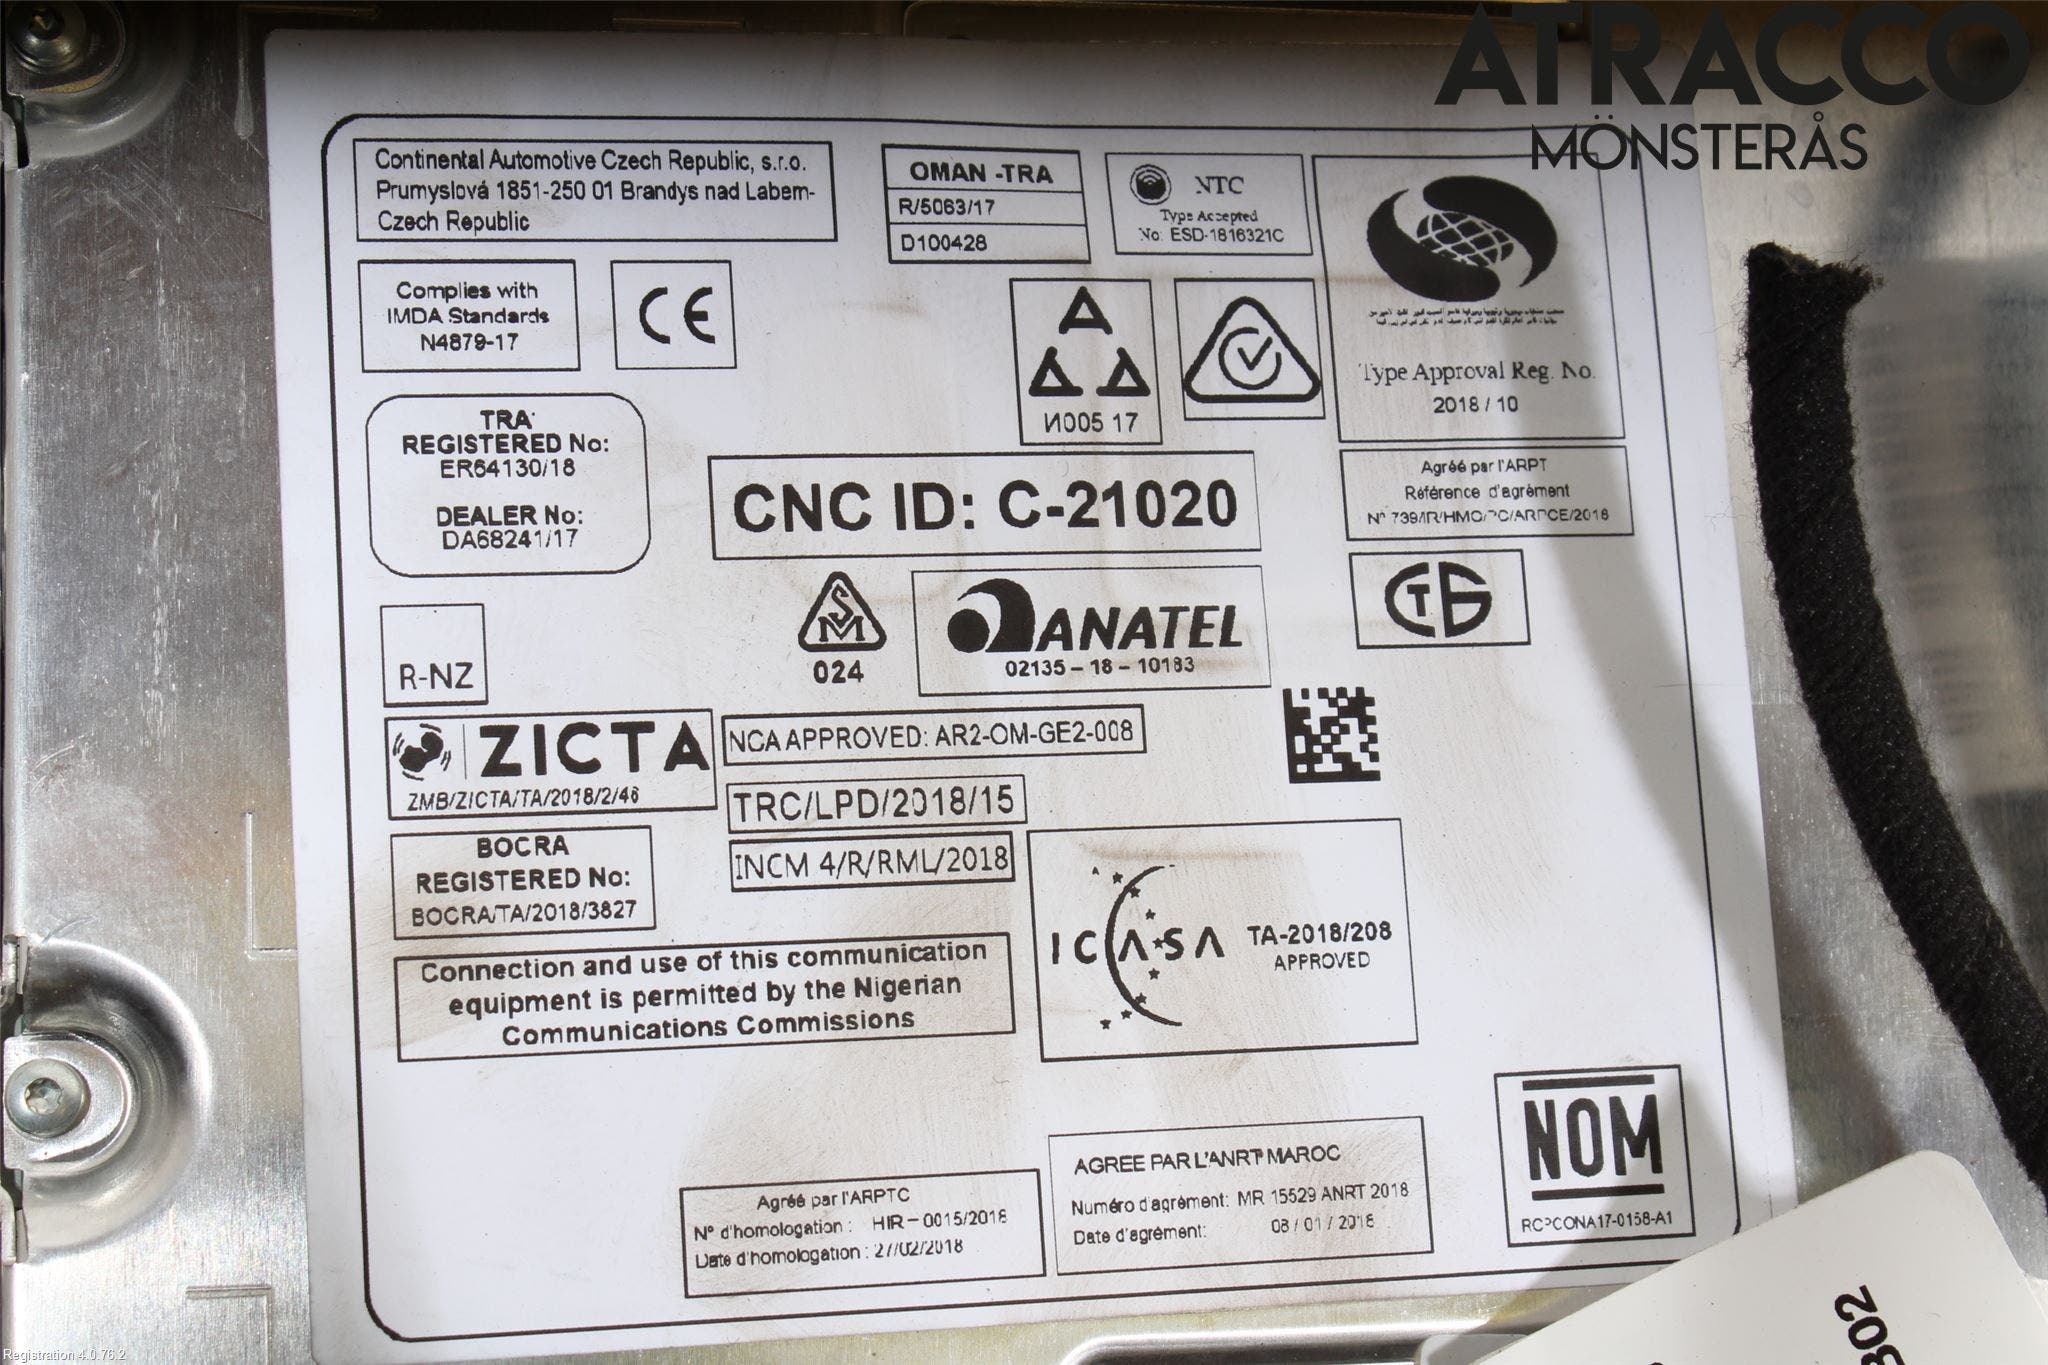 ATRACCO
MÖNSTERÅS
Continental Automotive Czech Republic, s.r.o.
Prumyslová 1851-250 01 Brandys nad Labem-
Czech Republic
OMAN -TRA
R/5063/17
D100428
NTC
Type Accepted
No: ESD-1816321C
Complies with
IMDA Standards
N4879-17
CE
И005 17
Type Approval Reg. No.
2018 / 10
TRA
REGISTERED No:
ER64130/18
DEALER No:
DA68241/17
CNC ID: C-21020
Agréé par l'ARPT
Référence d'agrément
R-NZ
SM
024
ANATEL
02135-18-10183
ZICTA
ZMB/ZICTA/TA/2018/2/46
NCA APPROVED: AR2-OM-GE2-008
TRC/LPD/2018/15
INCM 4/R/RML/2018
BOCRA
REGISTERED No:
BOCRA/TA/2018/3827
ICASA
TA-2018/208
APPROVED
Connection and use of this communication
equipment is permitted by the Nigerian
Communications Commissions
Agréé par l'ARPTC
N° d'homologation : HIR-0015/2018
Date d'homologation : 27/02/2018
AGREE PAR L'ANRT MAROC
Numéro d'agrément: MR 15529 ANRT 2018
Date d'agrément: 08 / 01 / 2018
NOM
RCPCONA17-0158-A1
302
Registration 4.0.76.2